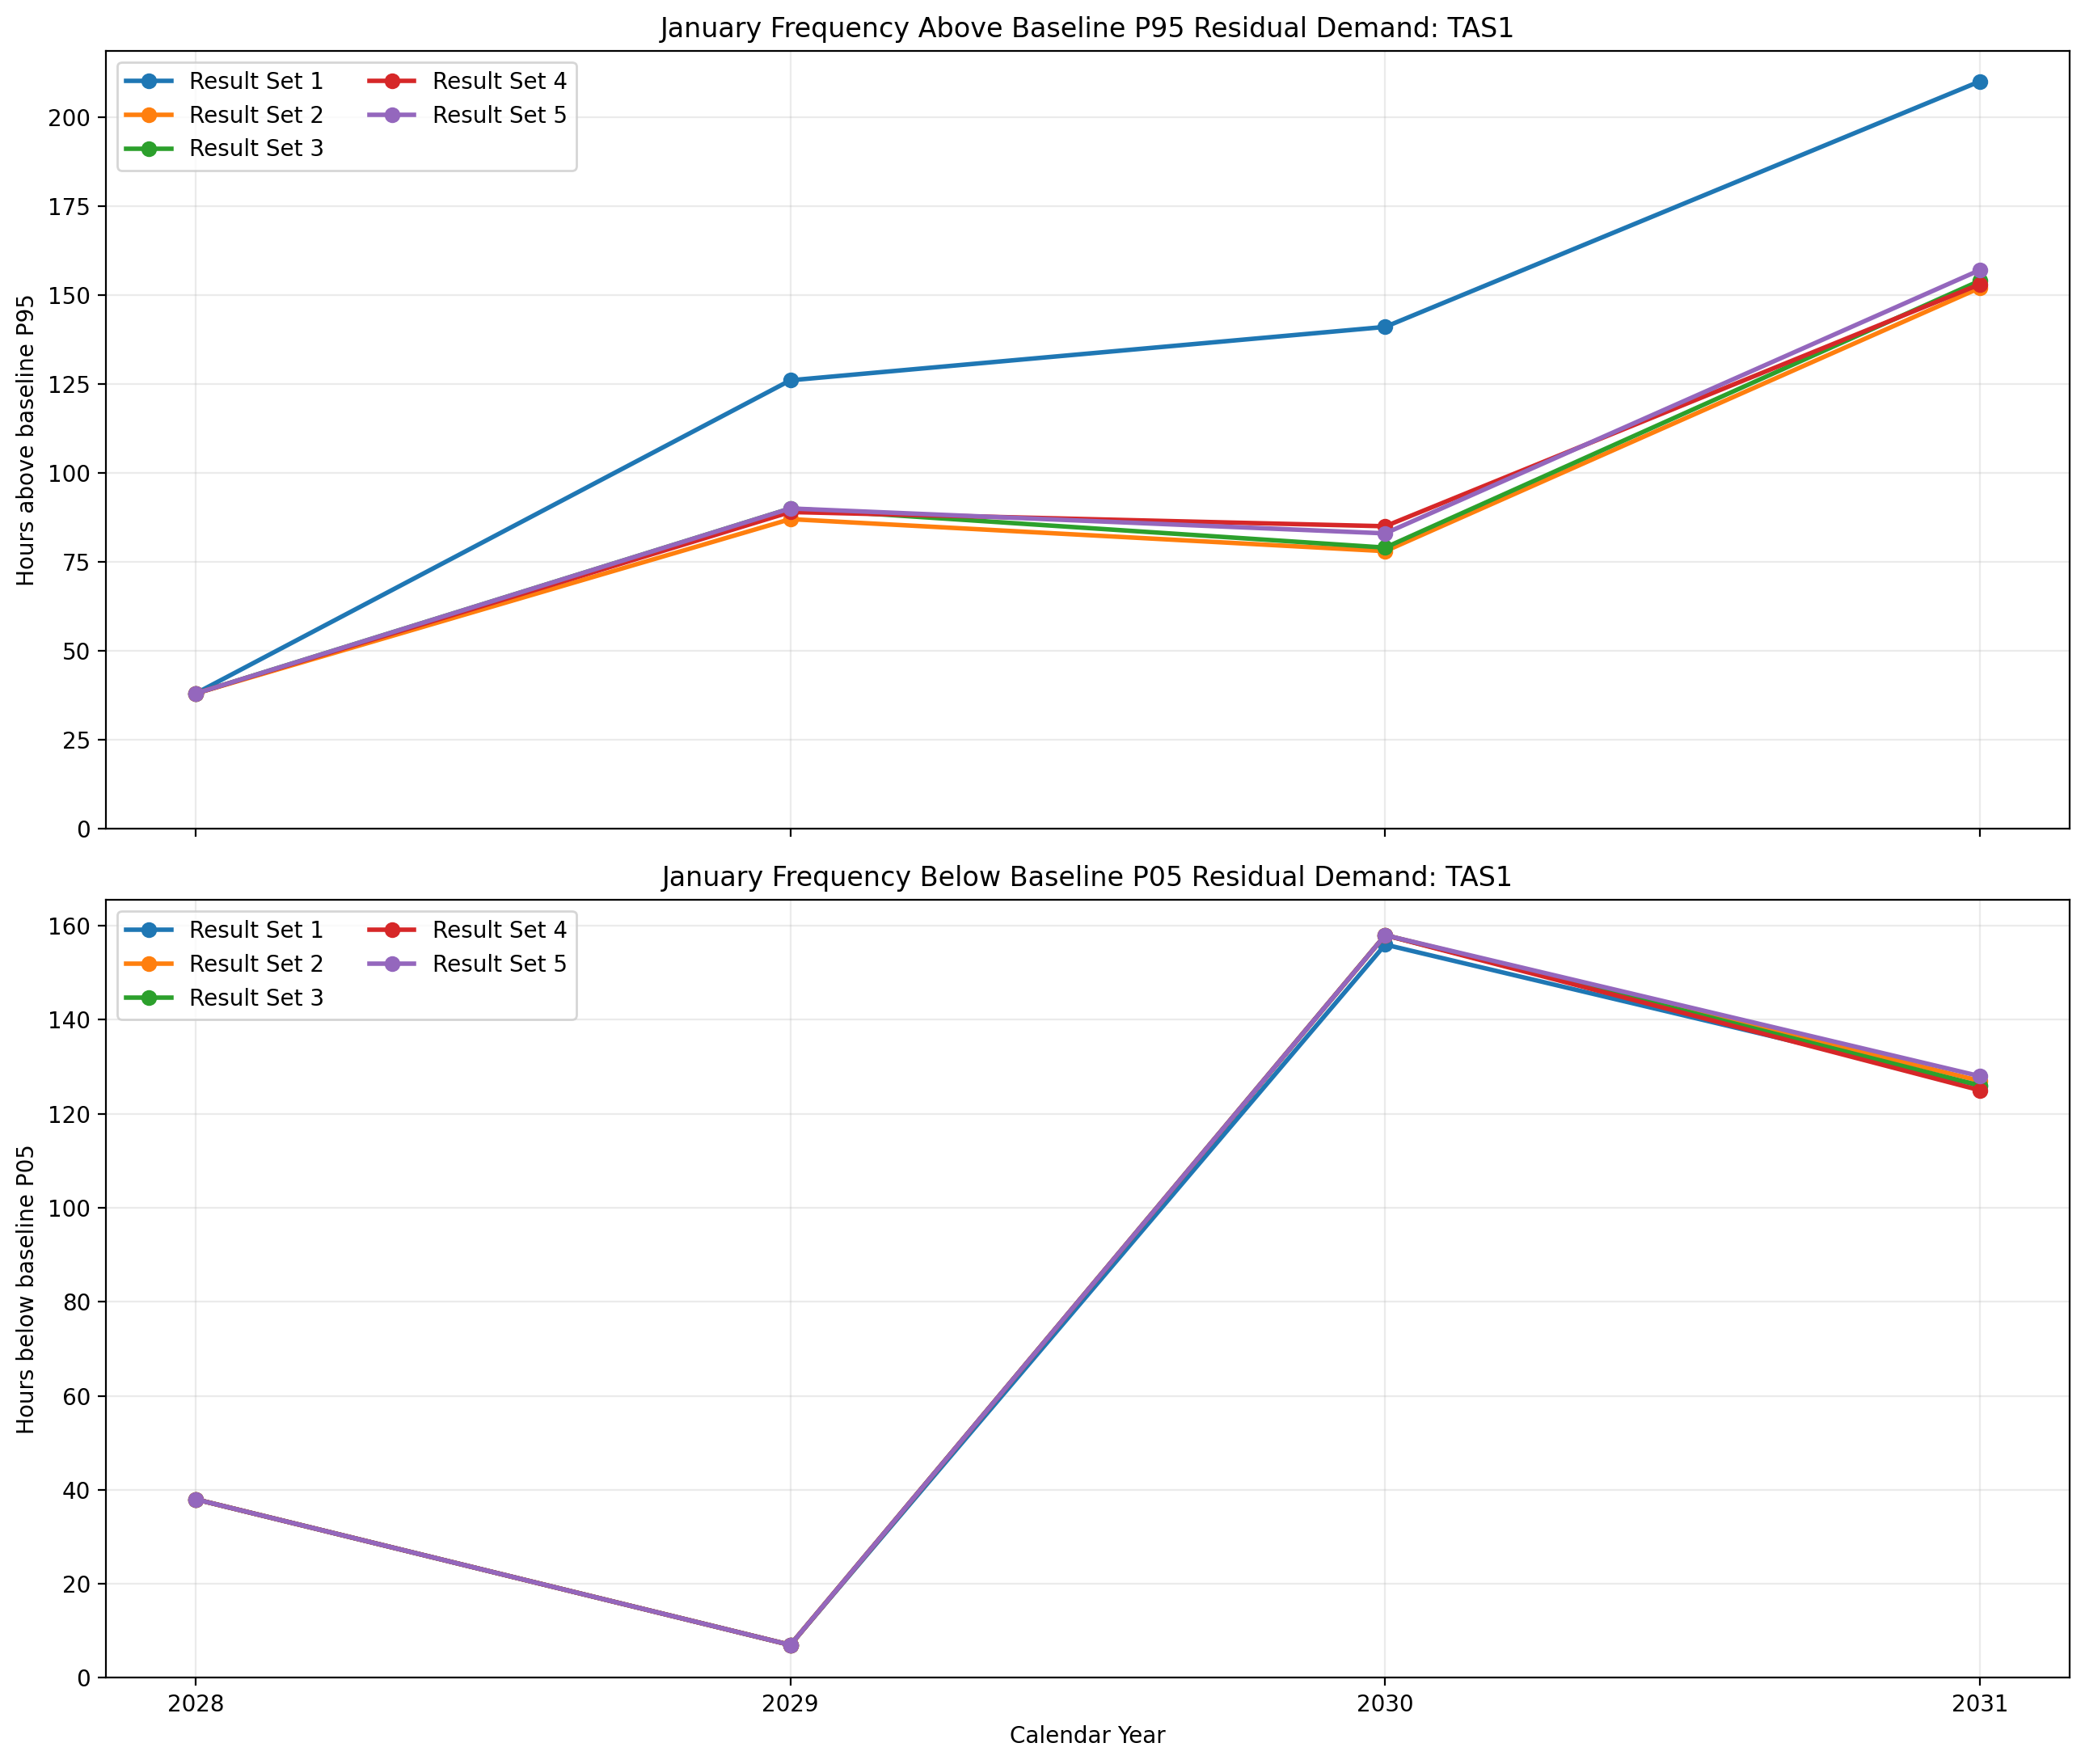 January Frequency Above Baseline P95 Residual Demand: TAS1
Result Set 1
Result Set 2
Result Set 3
Result Set 4
Result Set 5
Hours above baseline P95
200
175
150
125
100
75
50
25
0
January Frequency Below Baseline P05 Residual Demand: TAS1
Result Set 1
Result Set 2
Result Set 3
Result Set 4
Result Set 5
Hours below baseline P05
160
140
120
100
80
60
40
20
0
2028
2029
2030
2031
Calendar Year